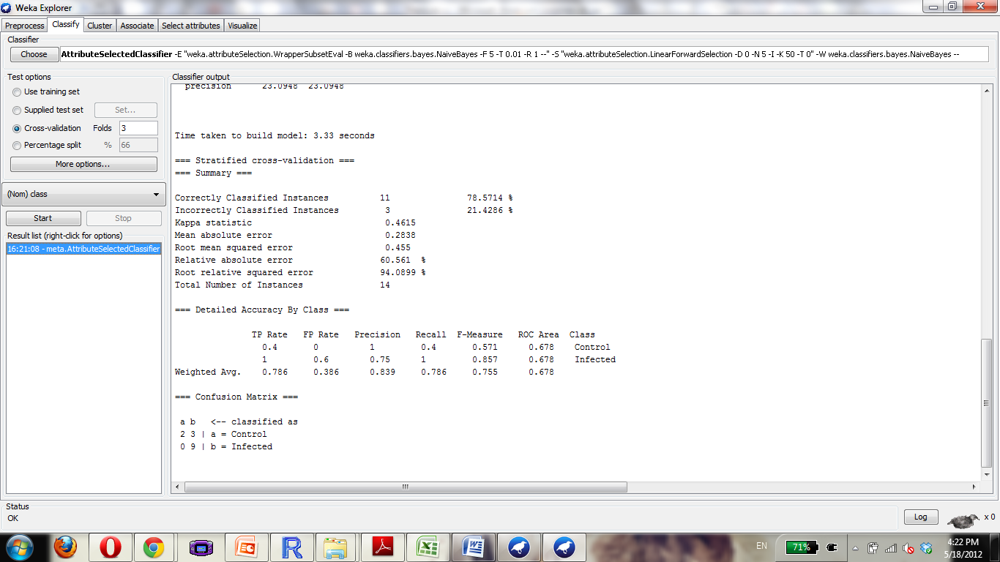 Weka Explorer
Preprocess Classify Cluster Associate Select attributes Visualize
Classifier
Choose AttributeSelectedClassifier -E "weka.attributeSelection.WrapperSubsetEval -B weka.classifiers.bayes.NaiveBayes -F 5 -T 0.01 -R 1 --" -S "weka.attributeSelection.LinearForwardSelection -D 0 -N 5 -I -K 50 -T 0" -W weka.classifiers.bayes.NaiveBayes --
Test options
Use training set
Supplied test set Set...
Cross-validation Folds 3
Percentage split % 66
More options...
(Nom) class
Start Stop
Result list (right-click for options)
16:21:08 - meta.AttributeSelectedClassifier
Classifier output
precision 23.0948 23.0948
Time taken to build model: 3.33 seconds
=== Stratified cross-validation ===
=== Summary ===
Correctly Classified Instances 11 78.5714 %
Incorrectly Classified Instances 3 21.4286 %
Kappa statistic 0.4615
Mean absolute error 0.2838
Root mean squared error 0.455
Relative absolute error 60.561 %
Root relative squared error 94.0899 %
Total Number of Instances 14
=== Detailed Accuracy By Class ===
TP Rate FP Rate Precision Recall F-Measure ROC Area Class
0.4 0 1 0.4 0.571 0.678 Control
1 0.6 0.75 1 0.857 0.678 Infected
Weighted Avg. 0.786 0.386 0.839 0.786 0.755 0.678
=== Confusion Matrix ===
a b <-- classified as
2 3 | a = Control
0 9 | b = Infected
Status
OK
Log x 0
EN
71%
4:22 PM
5/18/2012